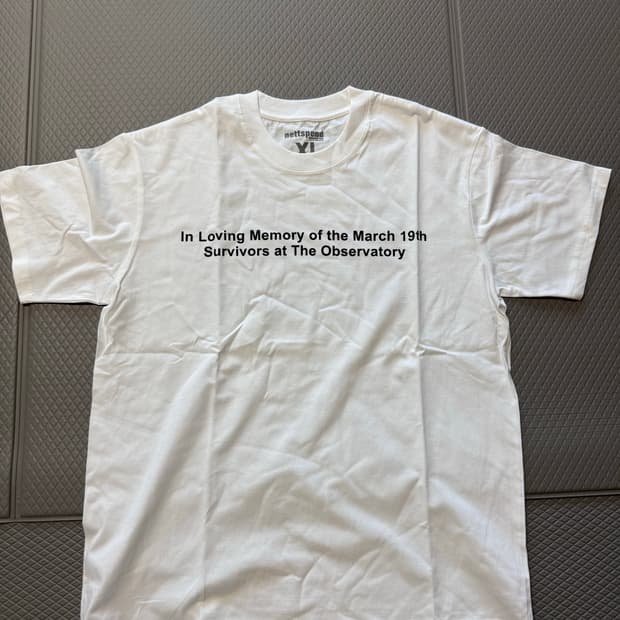 nettspend
XL
In Loving Memory of the March 19th
Survivors at The Observatory